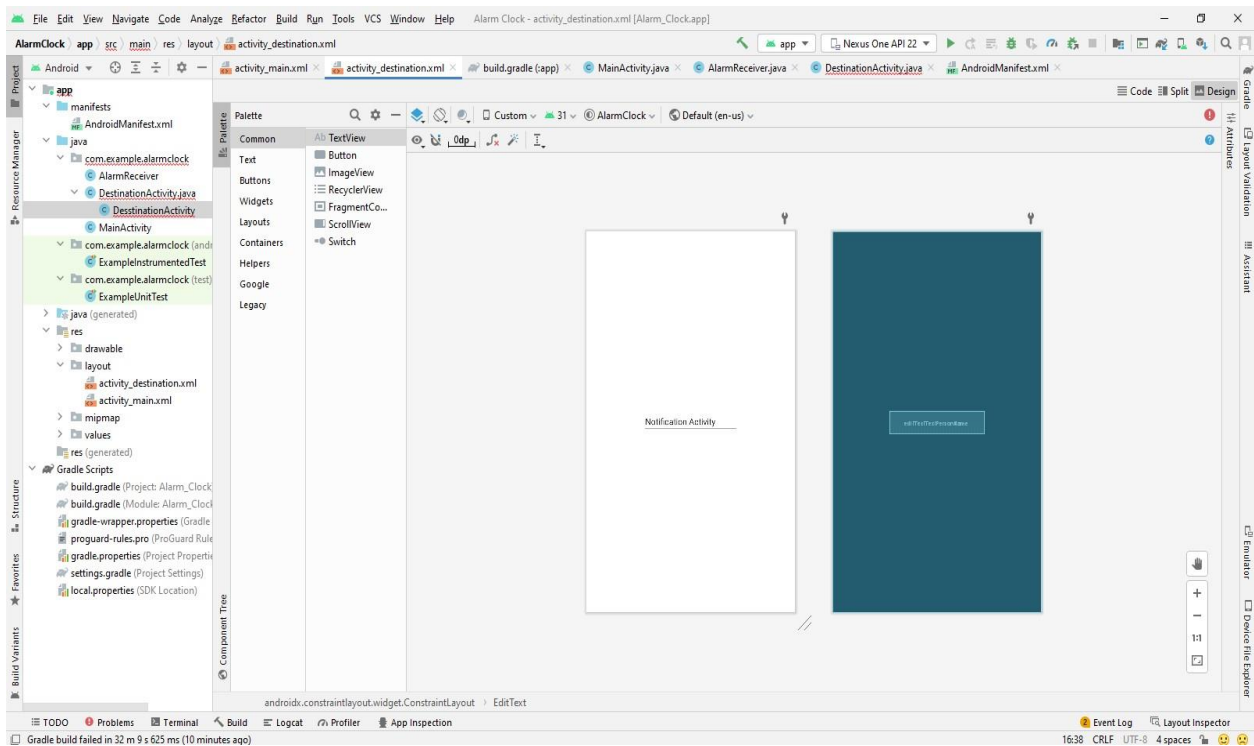 File Edit View Navigate Code Analyze Refactor Build Run Tools VCS Window Help Alarm Clock - activity_destination.xml [Alarm_Clock.app]
AlarmClock app src main res layout activity_destination.xml app Nexus One API 22
Android activity_main.xml activity_destination.xml build.gradle (:app) MainActivity.java AlarmReceiver.java DestinationActivity.java AndroidManifest.xml
Code Split Design
Project
Resource Manager
Structure
Favorites
Build Variants
app
manifests
AndroidManifest.xml
java
com.example.alarmclock
AlarmReceiver
DestinationActivity.java
DesstinationActivity
MainActivity
com.example.alarmclock (andr
ExampleInstrumentedTest
com.example.alarmclock (test)
ExampleUnitTest
java (generated)
res
drawable
layout
activity_destination.xml
activity_main.xml
mipmap
values
res (generated)
Gradle Scripts
build.gradle (Project: Alarm_Clock
build.gradle (Module: Alarm_Clock
gradle-wrapper.properties (Gradle
proguard-rules.pro (ProGuard Rule
gradle.properties (Project Propertie
settings.gradle (Project Settings)
local.properties (SDK Location)
Palette
Component Tree
Palette
Common
Text
Buttons
Widgets
Layouts
Containers
Helpers
Google
Legacy
Ab TextView
Button
ImageView
RecyclerView
FragmentCo...
ScrollView
Switch
Custom 31 AlarmClock Default (en-us)
0dp
Notification Activity
editTextTextPersonName
1:1
Attributes
Gradle
Layout Validation
Assistant
Emulator
Device File Explorer
androidx.constraintlayout.widget.ConstraintLayout EditText
TODO Problems Terminal Build Logcat Profiler App Inspection 2 Event Log Layout Inspector
Gradle build failed in 32 m 9 s 625 ms (10 minutes ago) 16:38 CRLF UTF-8 4 spaces